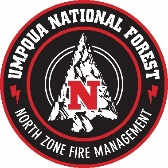 UMPQUA NATIONAL FOREST
N
NORTH ZONE FIRE MANAGEMENT